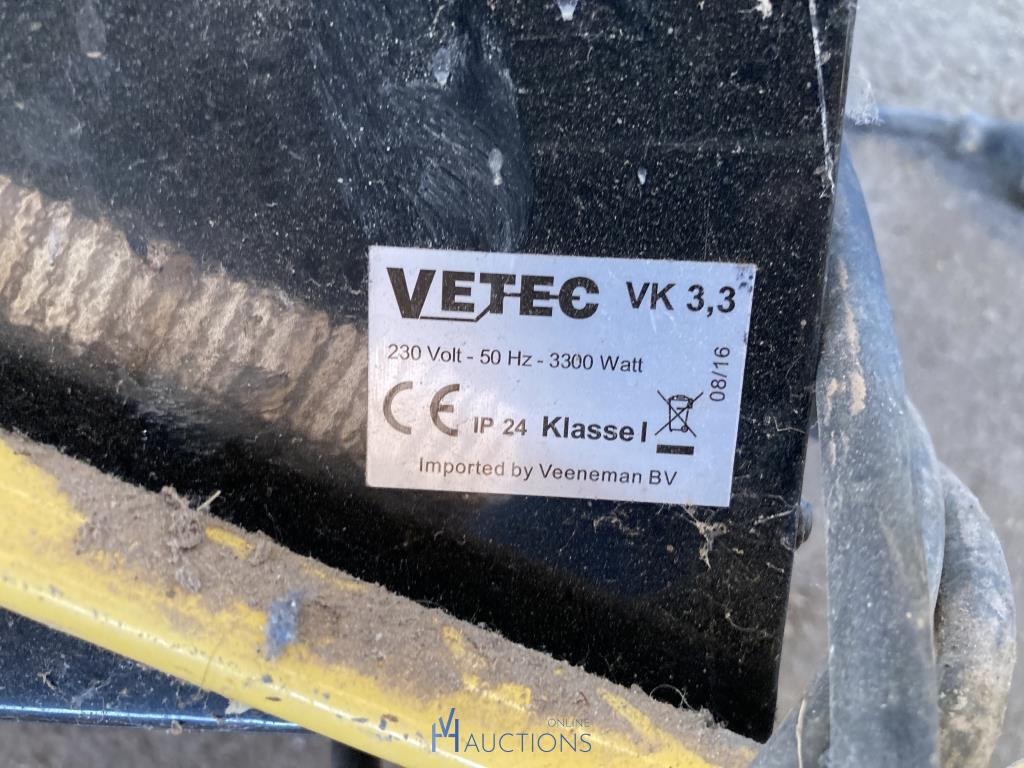 VETEC VK 3,3
230 Volt - 50 Hz - 3300 Watt
08/16
CE IP 24 Klasse I
Imported by Veeneman BV
ONLINE
AUCTIONS